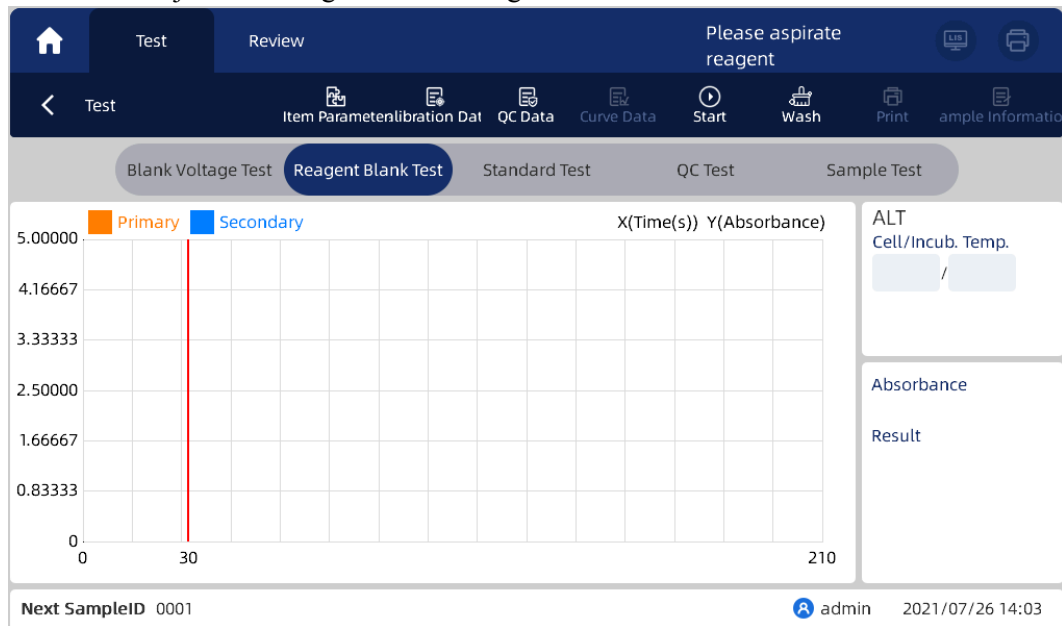 Test
Review
Please aspirate
reagent
LIS
Test
Item Parameter
alibration Dat
QC Data
Curve Data
Start
Wash
Print
ample Informatio
Blank Voltage Test
Reagent Blank Test
Standard Test
QC Test
Sample Test
Primary
Secondary
X(Time(s)) Y(Absorbance)
5.00000
4.16667
3.33333
2.50000
1.66667
0.83333
0
0
30
210
ALT
Cell/Incub. Temp.
/
Absorbance
Result
Next SampleID 0001
admin
2021/07/26 14:03